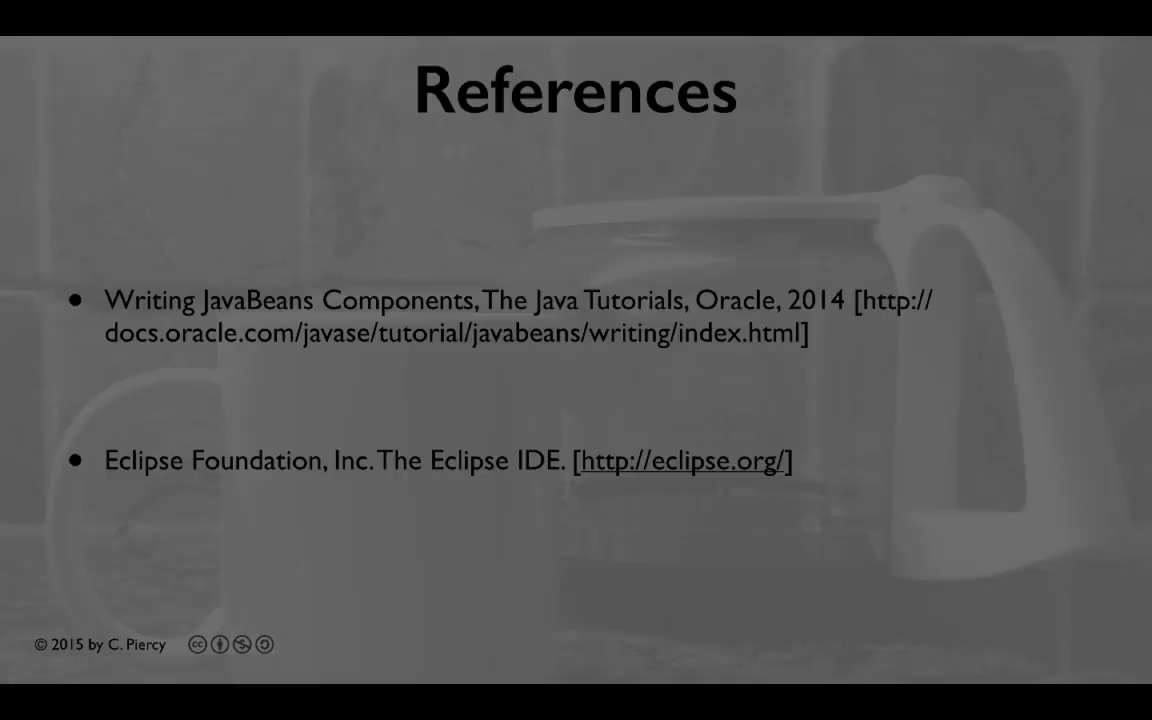 References
• Writing JavaBeans Components, The Java Tutorials, Oracle, 2014 [http://
docs.oracle.com/javase/tutorial/javabeans/writing/index.html]
• Eclipse Foundation, Inc. The Eclipse IDE. [http://eclipse.org/]
© 2015 by C. Piercy